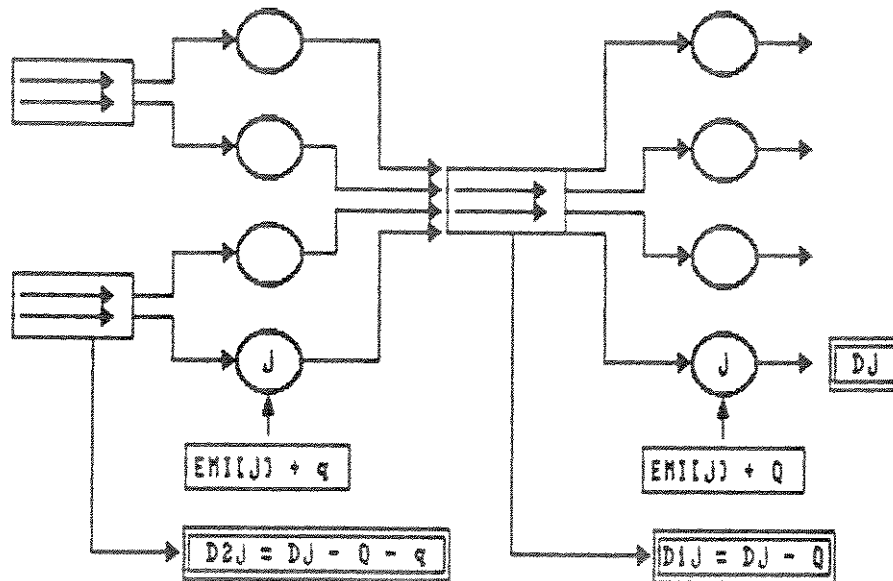 J
J
DJ
EMI(J) + q
EMI(J) + Q
D2J = DJ - Q - q
D1J = DJ - Q